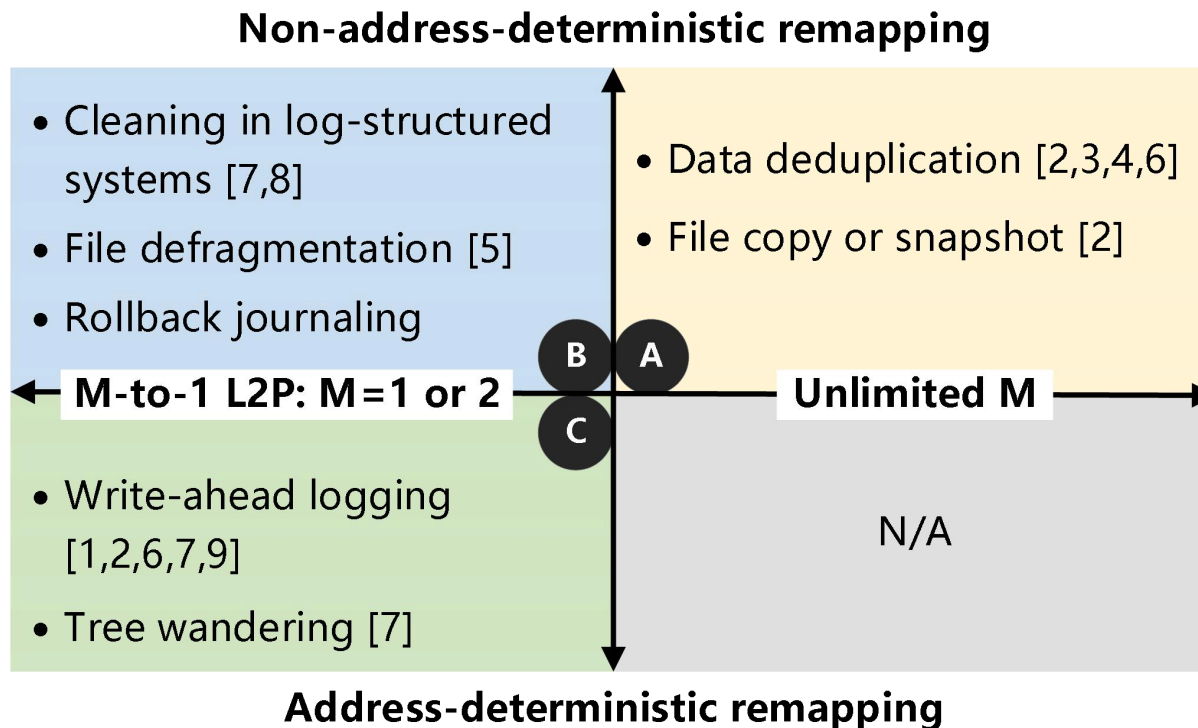 Non-address-deterministic remapping
• Cleaning in log-structured
systems [7,8]
• File defragmentation [5]
• Rollback journaling
• Data deduplication [2,3,4,6]
• File copy or snapshot [2]
B
A
M-to-1 L2P: M=1 or 2
Unlimited M
C
• Write-ahead logging
[1,2,6,7,9]
• Tree wandering [7]
N/A
Address-deterministic remapping